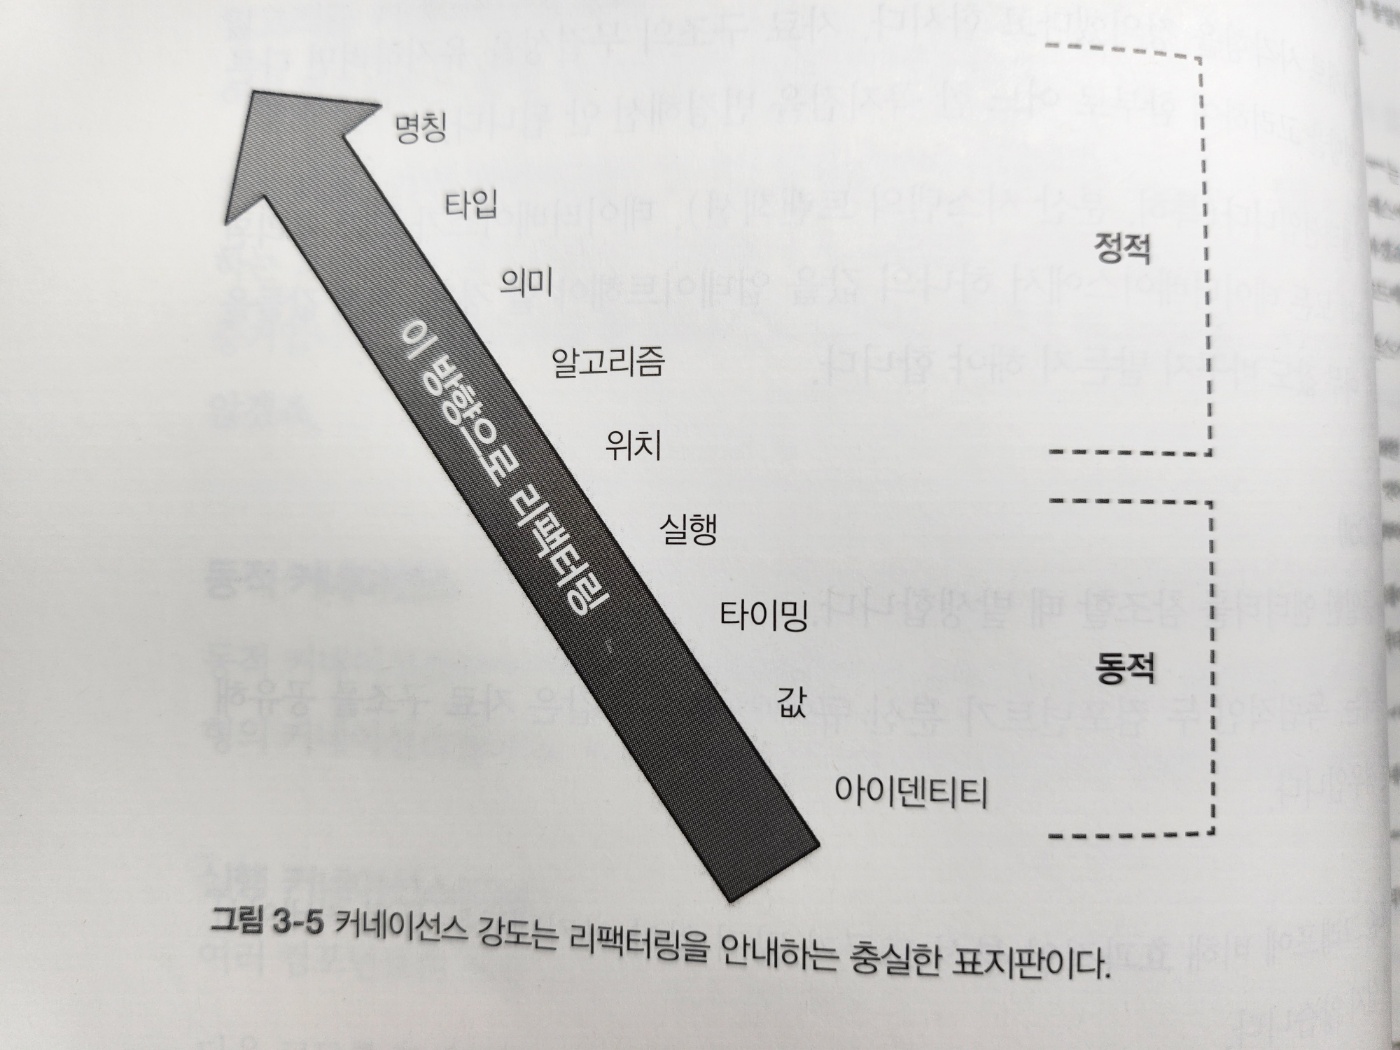 명칭
타입
의미
알고리즘
위치
실행
타이밍
값
아이덴티티
이 방향으로 리팩터링
정적
동적
그림 3-5 커네이선스 강도는 리팩터링을 안내하는 충실한 표지판이다.